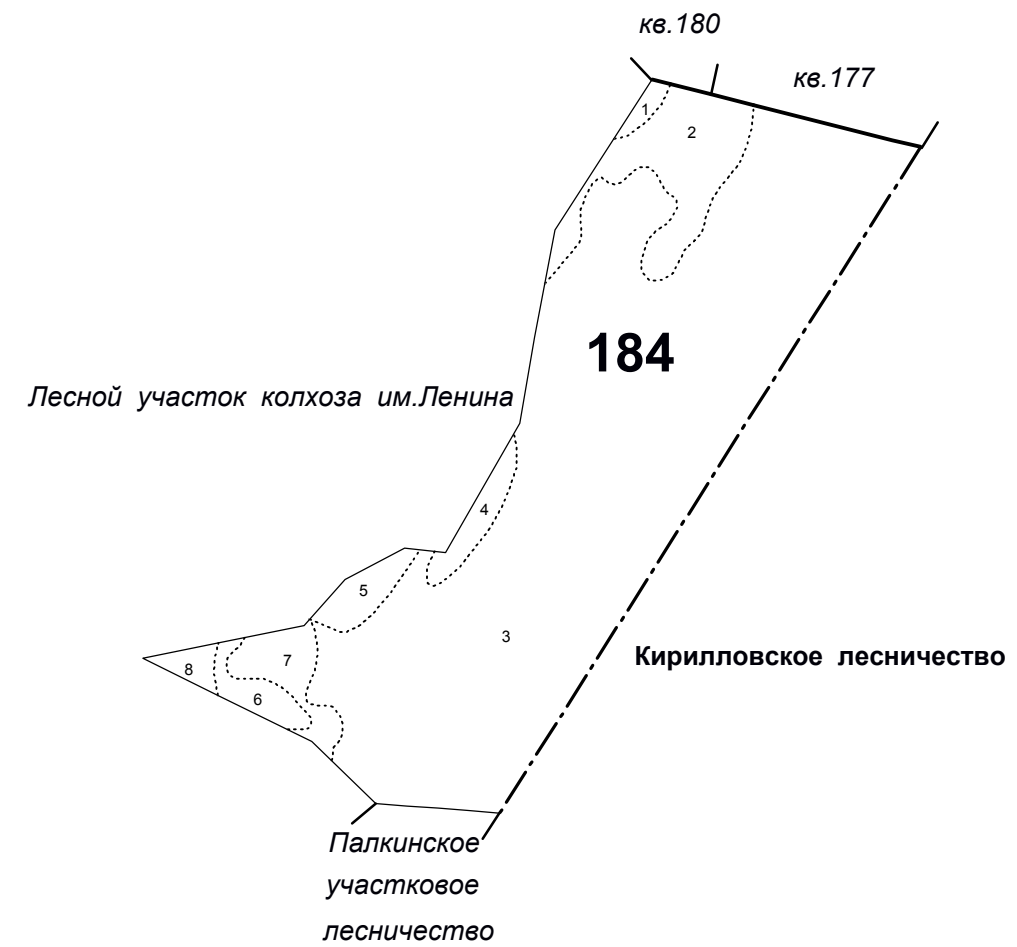 кв.180
кв.177
1
2
184
Лесной участок колхоза им.Ленина
4
5
3
Кирилловское лесничество
7
8
6
Палкинское
участковое
лесничество